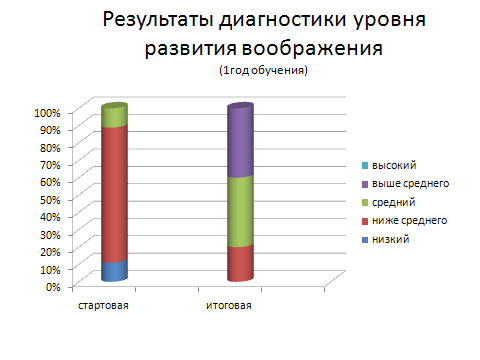 Результаты диагностики уровня
развития воображения
(1год обучения)
100%
90%
80%
70%
60%
50%
40%
30%
20%
10%
0%
стартовая
итоговая
высокий
выше среднего
средний
ниже среднего
низкий